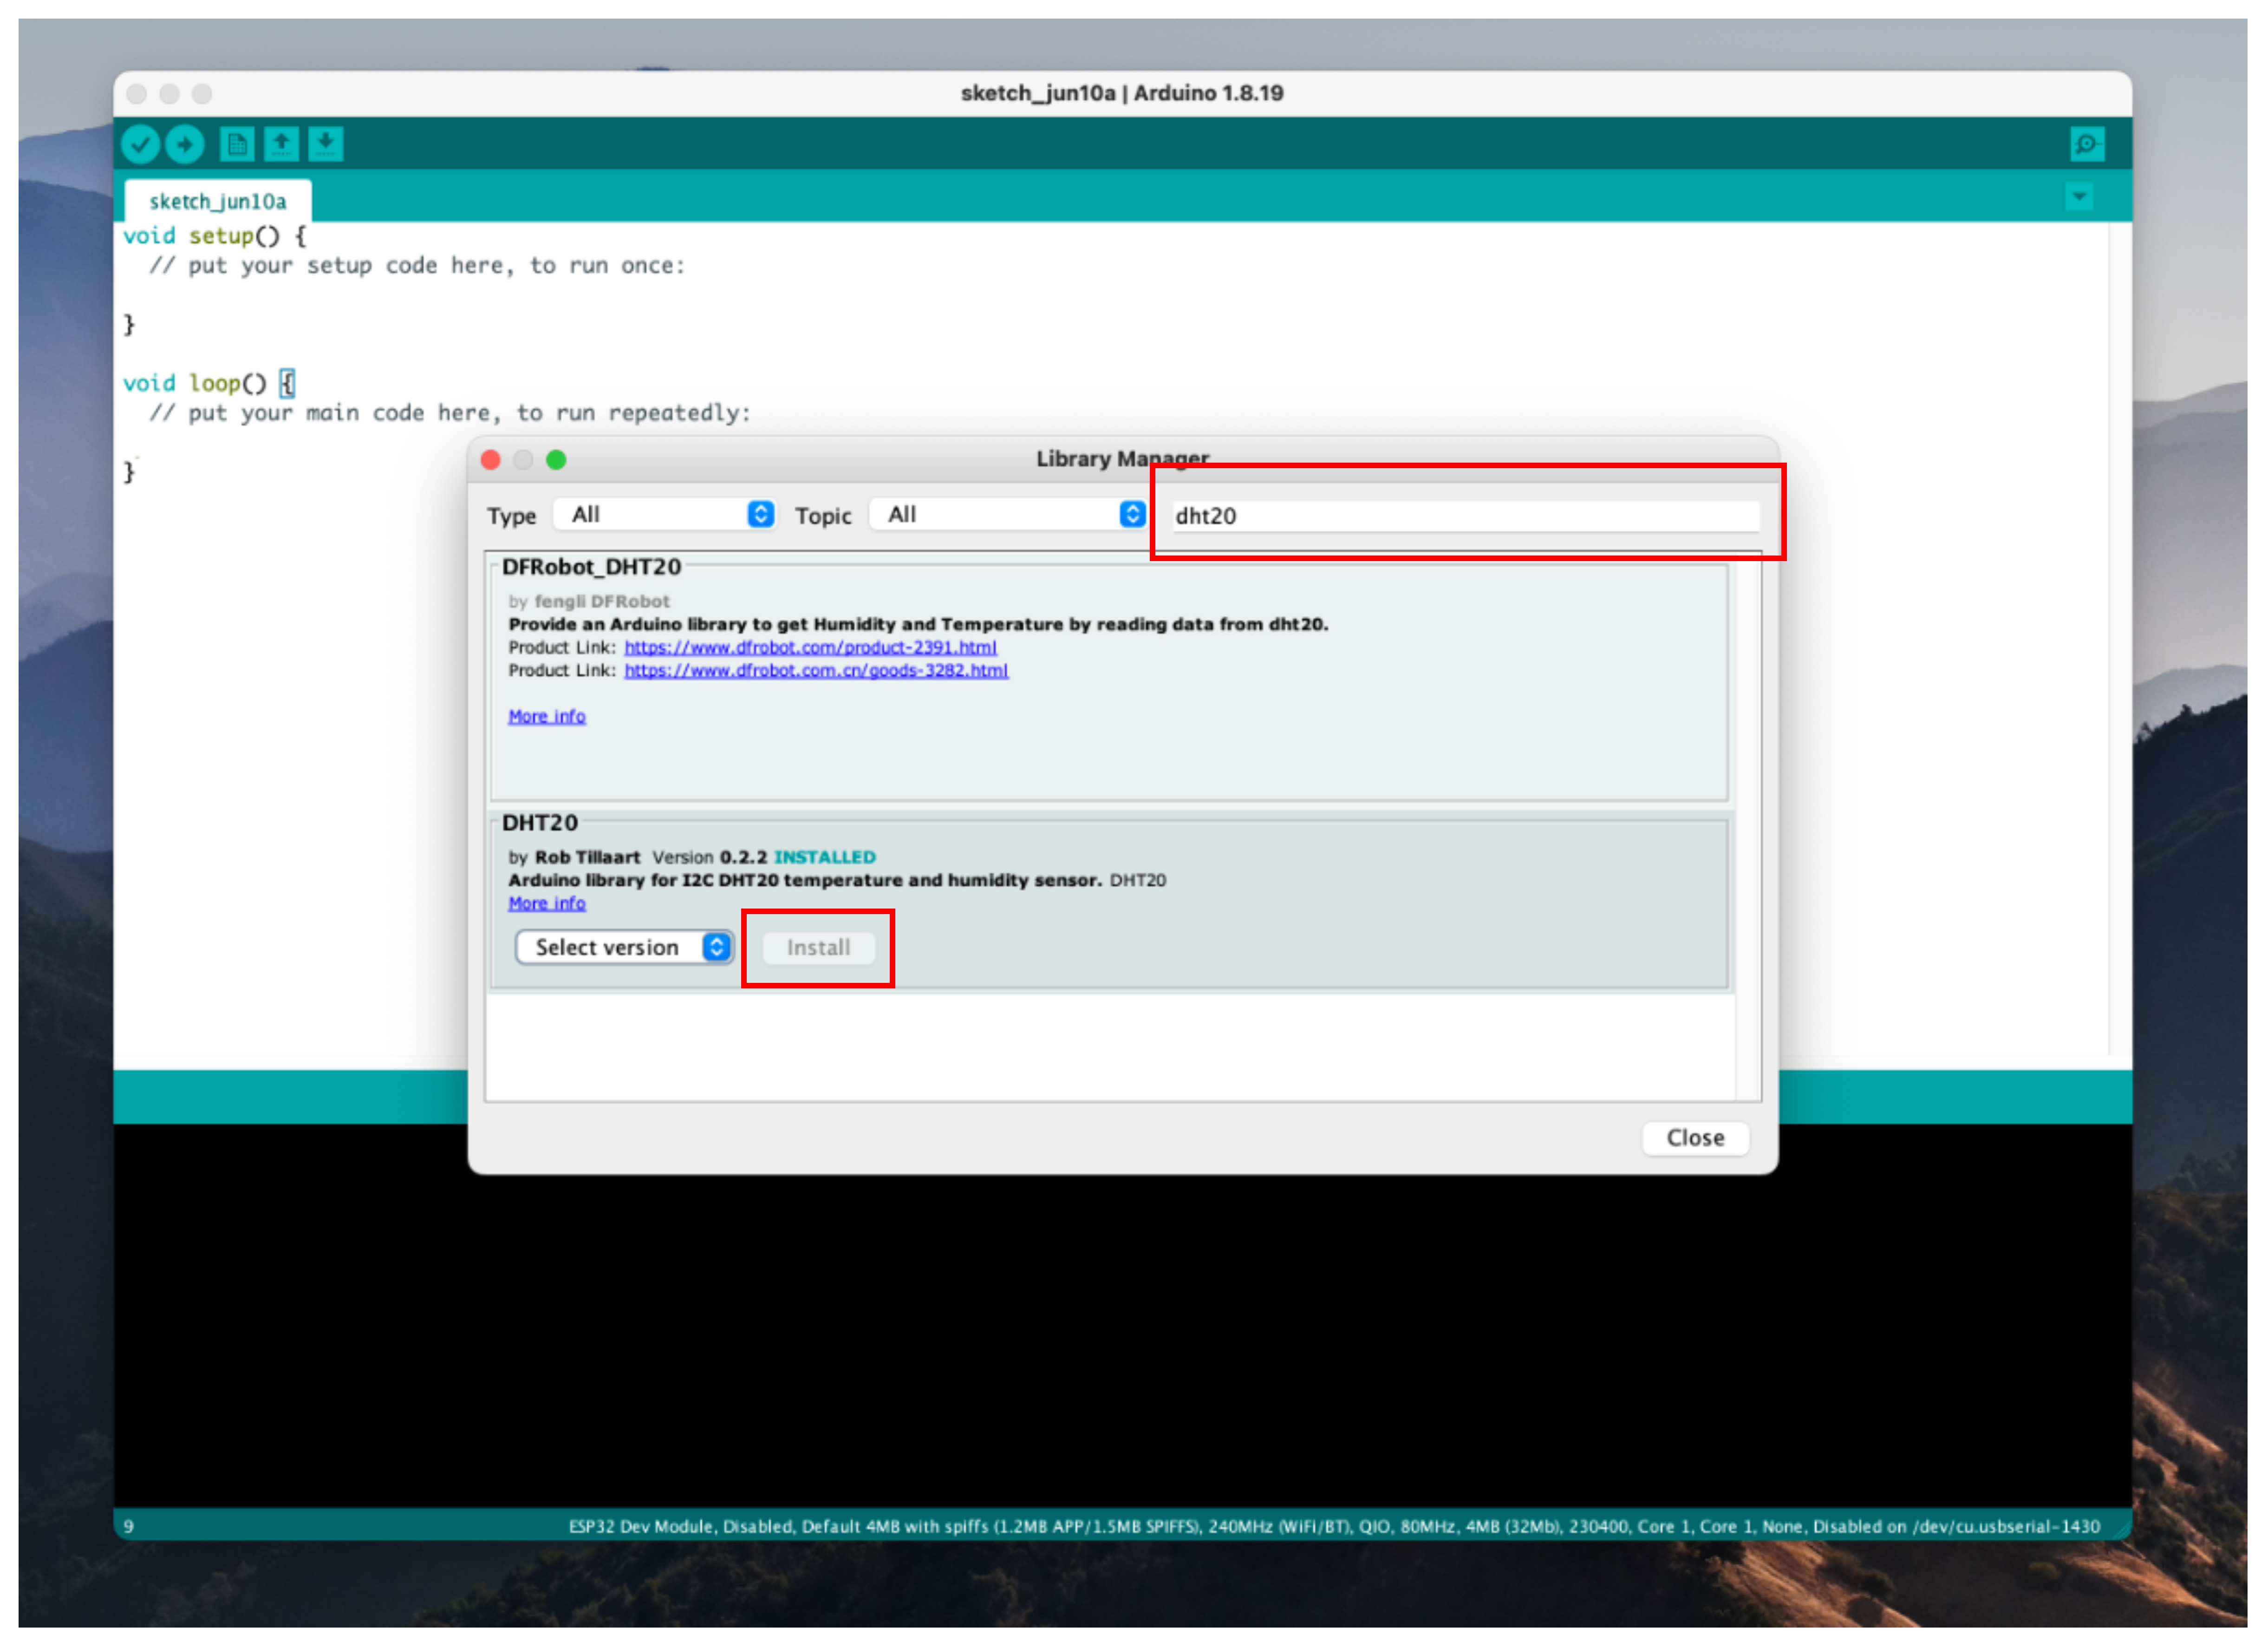 sketch_jun10a | Arduino 1.8.19
sketch_jun10a
void setup() {
// put your setup code here, to run once:
}
void loop() {
// put your main code here, to run repeatedly:
}
Library Manager
Type All Topic All dht20
DFRobot_DHT20
by fengli DFRobot
Provide an Arduino library to get Humidity and Temperature by reading data from dht20.
Product Link: https://www.dfrobot.com/product-2391.html
Product Link: https://www.dfrobot.com.cn/goods-3282.html
More info
DHT20
by Rob Tillaart Version 0.2.2 INSTALLED
Arduino library for I2C DHT20 temperature and humidity sensor. DHT20
More info
Select version Install
Close
9 ESP32 Dev Module, Disabled, Default 4MB with spiffs (1.2MB APP/1.5MB SPIFFS), 240MHz (WiFi/BT), QIO, 80MHz, 4MB (32Mb), 230400, Core 1, Core 1, None, Disabled on /dev/cu.usbserial-1430